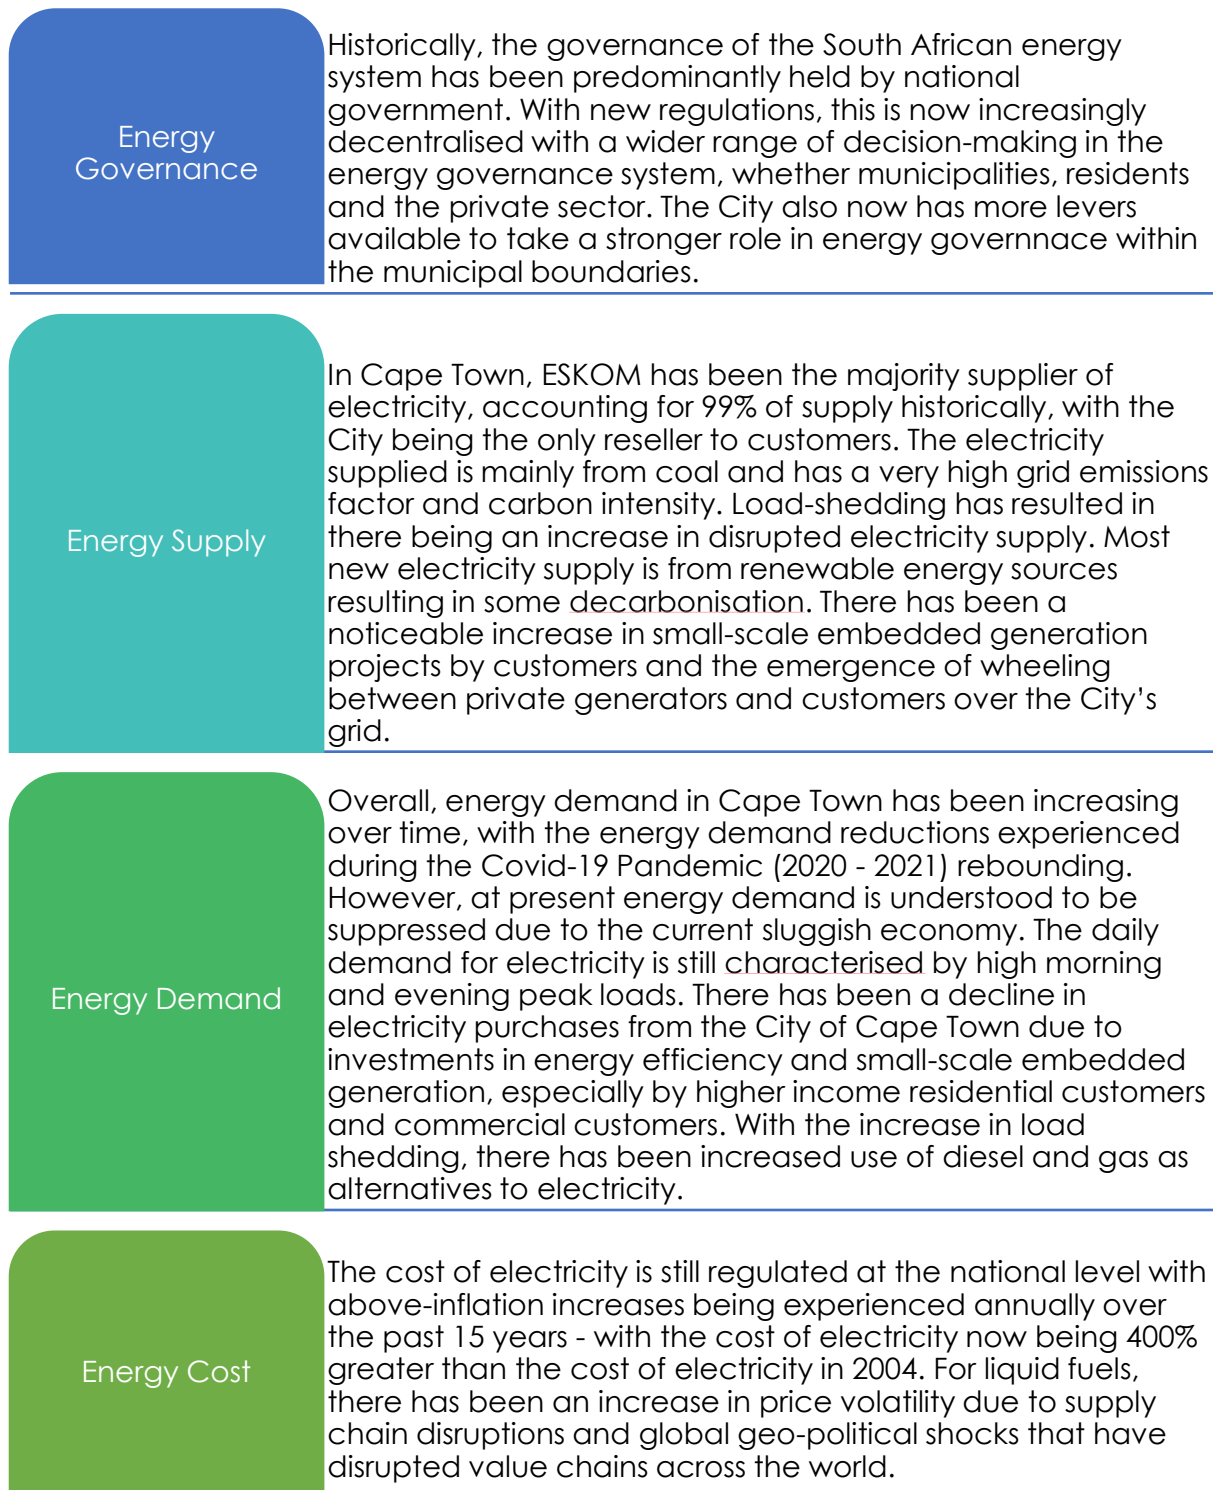 Energy
Governance
Historically, the governance of the South African energy
system has been predominantly held by national
government. With new regulations, this is now increasingly
decentralised with a wider range of decision-making in the
energy governance system, whether municipalities, residents
and the private sector. The City also now has more levers
available to take a stronger role in energy governnace within
the municipal boundaries.
Energy Supply
In Cape Town, ESKOM has been the majority supplier of
electricity, accounting for 99% of supply historically, with the
City being the only reseller to customers. The electricity
supplied is mainly from coal and has a very high grid emissions
factor and carbon intensity. Load-shedding has resulted in
there being an increase in disrupted electricity supply. Most
new electricity supply is from renewable energy sources
resulting in some decarbonisation. There has been a
noticeable increase in small-scale embedded generation
projects by customers and the emergence of wheeling
between private generators and customers over the City’s
grid.
Energy Demand
Overall, energy demand in Cape Town has been increasing
over time, with the energy demand reductions experienced
during the Covid-19 Pandemic (2020 - 2021) rebounding.
However, at present energy demand is understood to be
suppressed due to the current sluggish economy. The daily
demand for electricity is still characterised by high morning
and evening peak loads. There has been a decline in
electricity purchases from the City of Cape Town due to
investments in energy efficiency and small-scale embedded
generation, especially by higher income residential customers
and commercial customers. With the increase in load
shedding, there has been increased use of diesel and gas as
alternatives to electricity.
Energy Cost
The cost of electricity is still regulated at the national level with
above-inflation increases being experienced annually over
the past 15 years - with the cost of electricity now being 400%
greater than the cost of electricity in 2004. For liquid fuels,
there has been an increase in price volatility due to supply
chain disruptions and global geo-political shocks that have
disrupted value chains across the world.